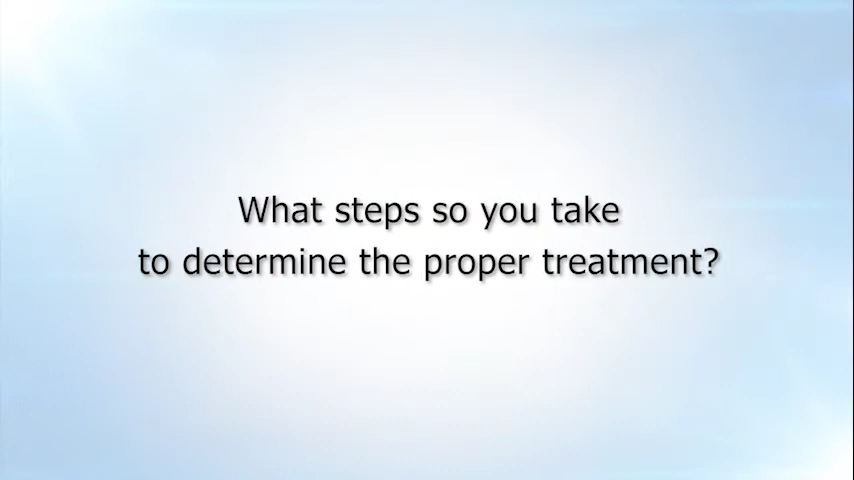 What steps so you take
to determine the proper treatment?